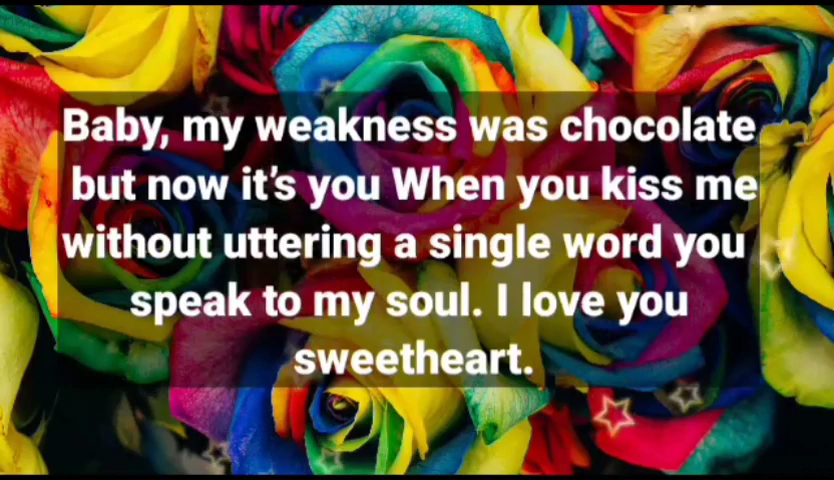 Baby, my weakness was chocolate
but now it's you When you kiss me
without uttering a single word you
speak to my soul. I love you
sweetheart.